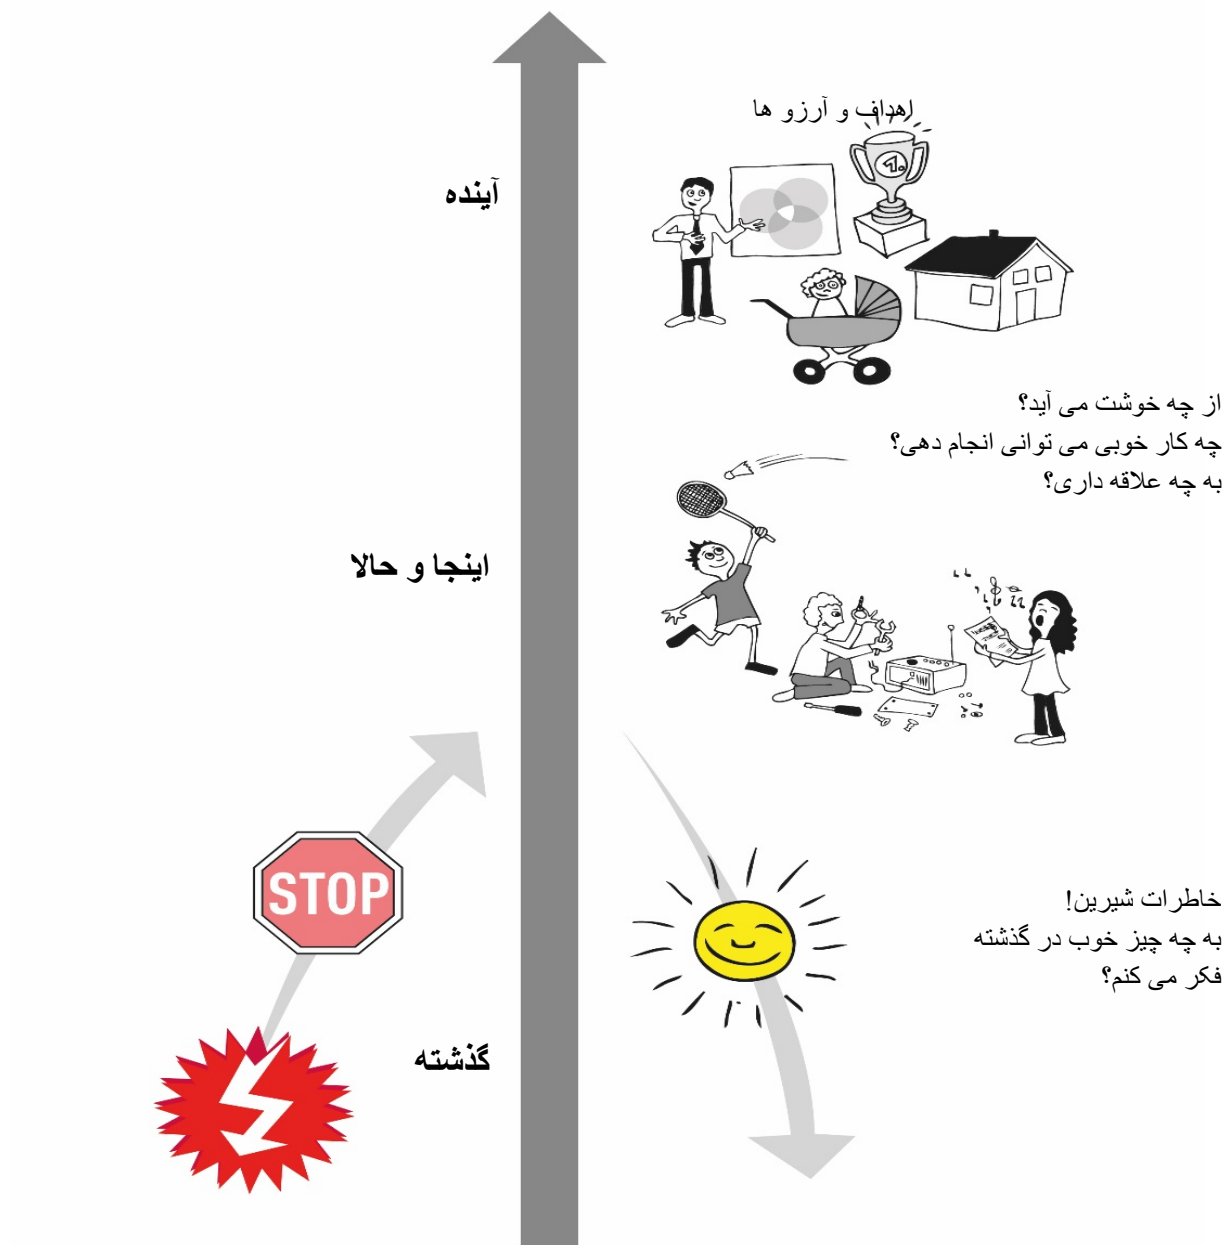 اهداف و آرزو ها
آینده
از چه خوشت می آید؟
چه کار خوبی می توانی انجام دهی؟
به چه علاقه داری؟
اینجا و حالا
STOP
خاطرات شیرین!
به چه چیز خوب در گذشته
فکر می کنم؟
گذشته
1.